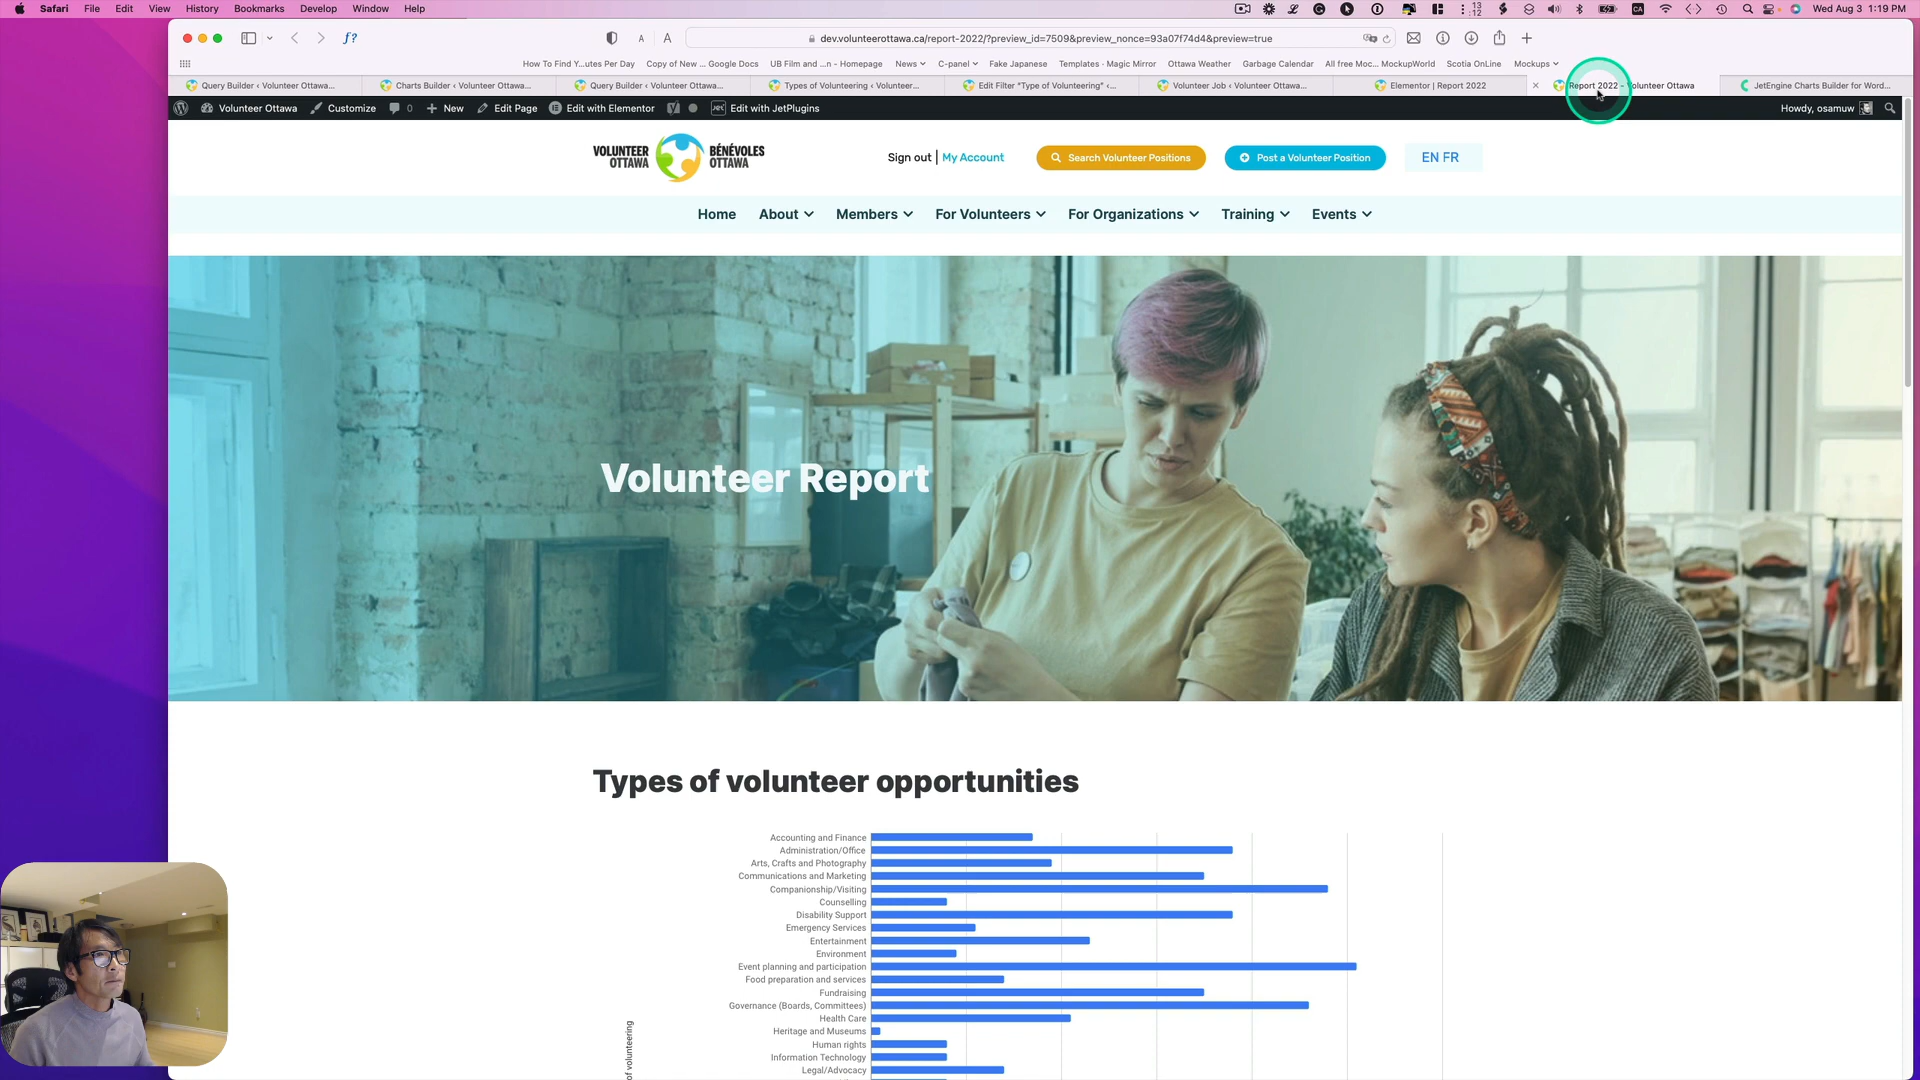 Safari File Edit View History Bookmarks Develop Window Help
13
12
CA
Wed Aug 3 1:19 PM
f?
A A
dev.volunteerottawa.ca/report-2022/?preview_id=7509&preview_nonce=93a07f74d4&preview=true
How To Find Y...utes Per Day Copy of New ... Google Docs UB Film and ...n - Homepage News C-panel Fake Japanese Templates · Magic Mirror Ottawa Weather Garbage Calendar All free Moc... MockupWorld Scotia OnLine Mockups
Query Builder ‹ Volunteer Ottawa... Charts Builder ‹ Volunteer Ottawa... Query Builder ‹ Volunteer Ottawa... Types of Volunteering ‹ Volunteer... Edit Filter "Type of Volunteering" ‹... Volunteer Job ‹ Volunteer Ottawa... Elementor | Report 2022 Report 2022 – Volunteer Ottawa JetEngine Charts Builder for Word...
Volunteer Ottawa Customize 0 New Edit Page Edit with Elementor Edit with JetPlugins Howdy, osamuw
VOLUNTEER OTTAWA BÉNÉVOLES OTTAWA
Sign out | My Account Search Volunteer Positions Post a Volunteer Position EN FR
Home About Members For Volunteers For Organizations Training Events
Volunteer Report
Types of volunteer opportunities
Accounting and Finance
Administration/Office
Arts, Crafts and Photography
Communications and Marketing
Companionship/Visiting
Counselling
Disability Support
Emergency Services
Entertainment
Environment
Event planning and participation
Food preparation and services
Fundraising
Governance (Boards, Committees)
Health Care
Heritage and Museums
Human rights
Information Technology
Legal/Advocacy
of volunteering